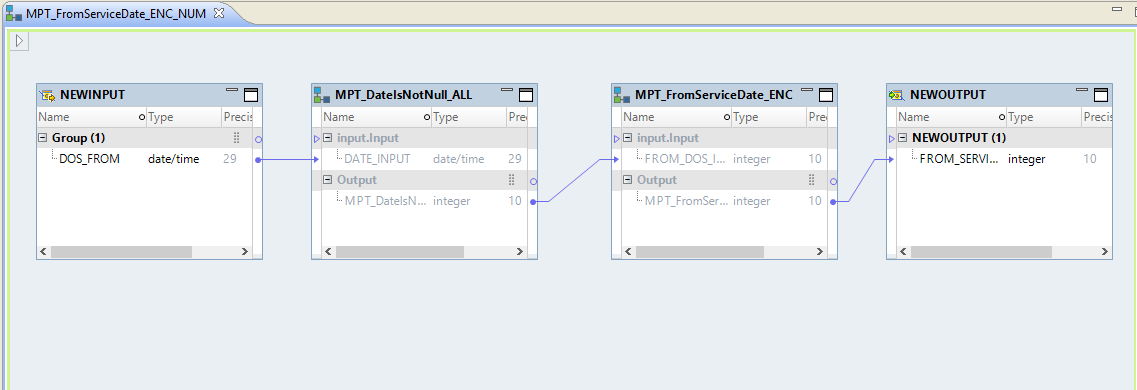 MPT_FromServiceDate_ENC_NUM
NEWINPUT
Name Type Precis
Group (1)
DOS_FROM date/time 29
MPT_DateIsNotNull_ALL
Name Type Prec
input.Input
DATE_INPUT date/time 29
Output
MPT_DateIsN... integer 10
MPT_FromServiceDate_ENC
Name Type Prec
input.Input
FROM_DOS_I... integer 10
Output
MPT_FromSer... integer 10
NEWOUTPUT
Name Type Precis
NEWOUTPUT (1)
FROM_SERVI... integer 10